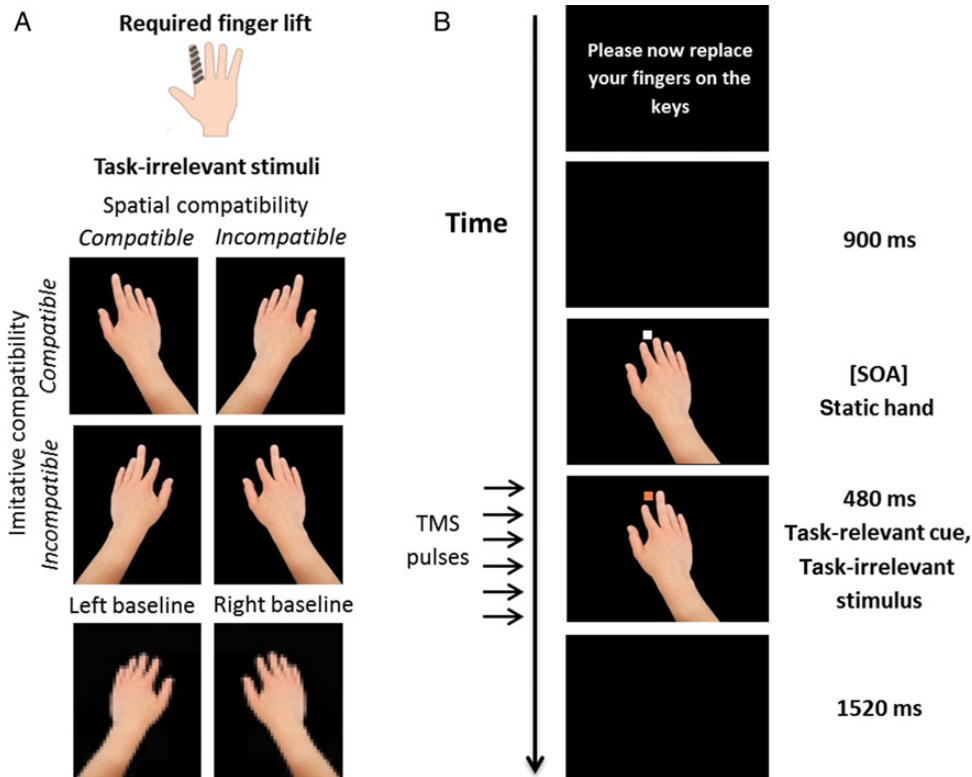 A
Required finger lift
Task-irrelevant stimuli
Spatial compatibility
Compatible
Incompatible
Imitative compatibility
Compatible
Incompatible
Left baseline
Right baseline
B
Time
Please now replace
your fingers on the
keys
900 ms
[SOA]
Static hand
TMS
pulses
480 ms
Task-relevant cue,
Task-irrelevant
stimulus
1520 ms